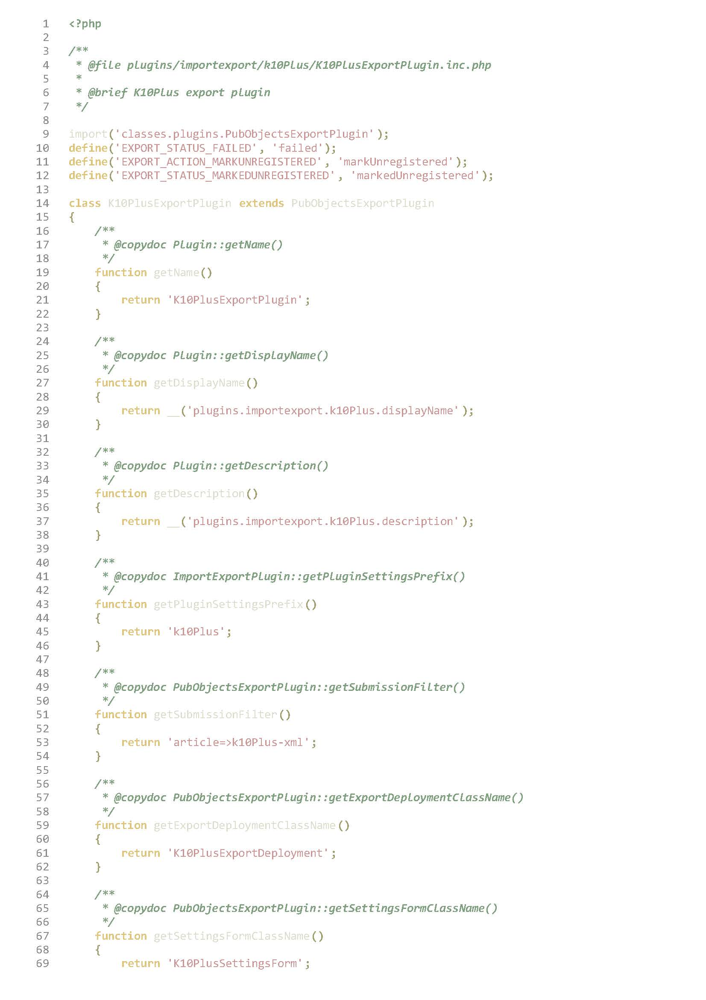 1 <?php
2
3 /**
4  * @file plugins/importexport/k10Plus/K10PlusExportPlugin.inc.php
5  *
6  * @brief K10Plus export plugin
7  */
8
9 import('classes.plugins.PubObjectsExportPlugin');
10 define('EXPORT_STATUS_FAILED', 'failed');
11 define('EXPORT_ACTION_MARKUNREGISTERED', 'markUnregistered');
12 define('EXPORT_STATUS_MARKEDUNREGISTERED', 'markedUnregistered');
13
14 class K10PlusExportPlugin extends PubObjectsExportPlugin
15 {
16     /**
17      * @copydoc Plugin::getName()
18      */
19     function getName()
20     {
21         return 'K10PlusExportPlugin';
22     }
23
24     /**
25      * @copydoc Plugin::getDisplayName()
26      */
27     function getDisplayName()
28     {
29         return __('plugins.importexport.k10Plus.displayName');
30     }
31
32     /**
33      * @copydoc Plugin::getDescription()
34      */
35     function getDescription()
36     {
37         return __('plugins.importexport.k10Plus.description');
38     }
39
40     /**
41      * @copydoc ImportExportPlugin::getPluginSettingsPrefix()
42      */
43     function getPluginSettingsPrefix()
44     {
45         return 'k10Plus';
46     }
47
48     /**
49      * @copydoc PubObjectsExportPlugin::getSubmissionFilter()
50      */
51     function getSubmissionFilter()
52     {
53         return 'article=>k10Plus-xml';
54     }
55
56     /**
57      * @copydoc PubObjectsExportPlugin::getExportDeploymentClassName()
58      */
59     function getExportDeploymentClassName()
60     {
61         return 'K10PlusExportDeployment';
62     }
63
64     /**
65      * @copydoc PubObjectsExportPlugin::getSettingsFormClassName()
66      */
67     function getSettingsFormClassName()
68     {
69         return 'K10PlusSettingsForm';